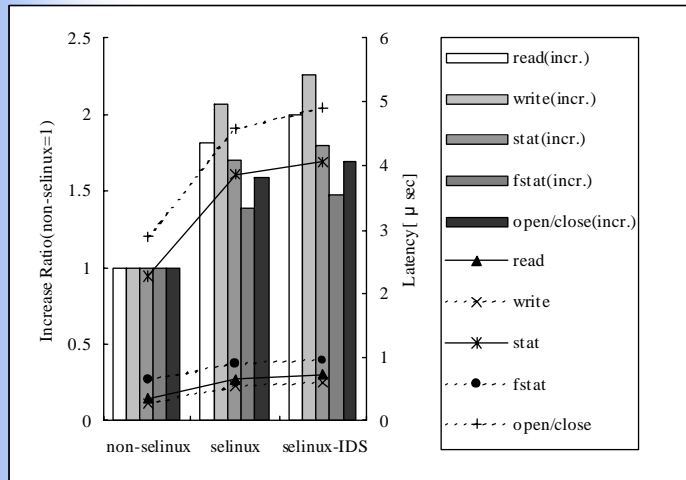 2.5
2
1.5
1
0.5
0
Increase Ratio(non-selinux=1)
non-selinux selinux selinux-IDS
6
5
4
3
2
1
0
Latency[μsec]
read(incr.)
write(incr.)
stat(incr.)
fstat(incr.)
open/close(incr.)
read
write
stat
fstat
open/close